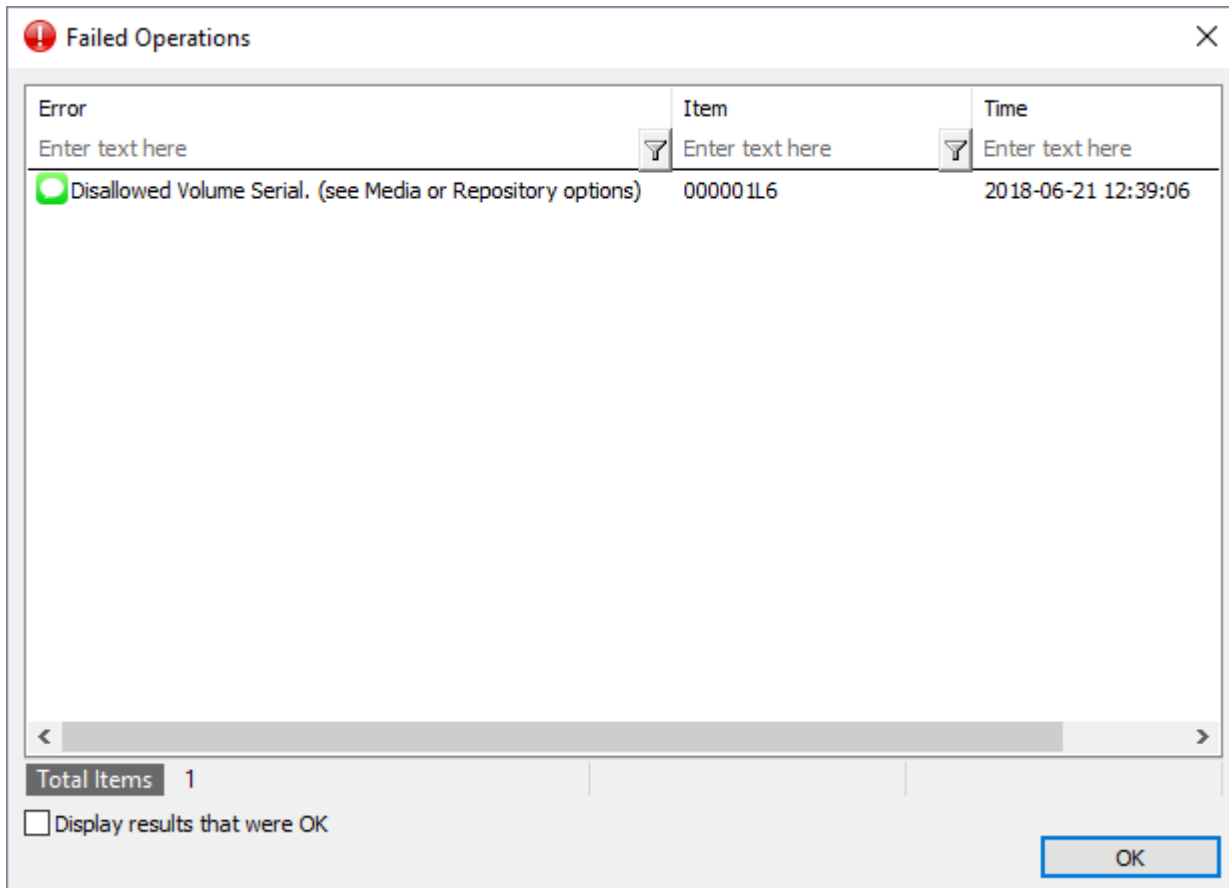 Failed Operations
Error Item Time
Enter text here Enter text here Enter text here
Disallowed Volume Serial. (see Media or Repository options) 000001L6 2018-06-21 12:39:06
Total Items 1
Display results that were OK
OK